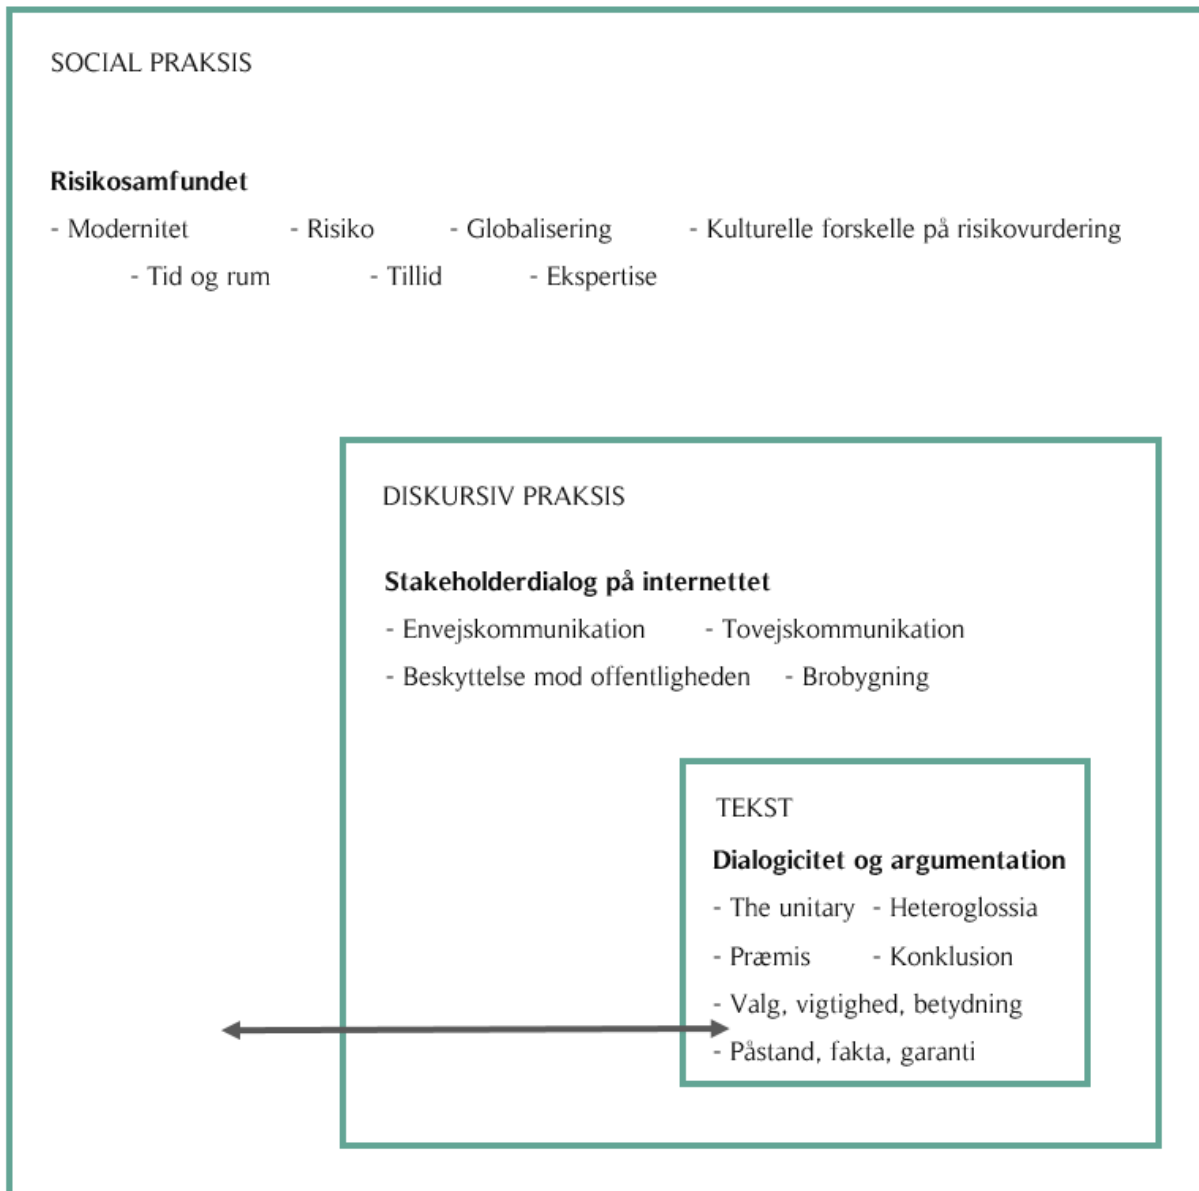 SOCIAL PRAKSIS
Risikosamfundet
- Modernitet - Risiko - Globalisering - Kulturelle forskelle på risikovurdering
- Tid og rum - Tillid - Ekspertise
DISKURSIV PRAKSIS
Stakeholderdialog på internettet
- Envejskommunikation - Tovejskommunikation
- Beskyttelse mod offentligheden - Brobygning
TEKST
Dialogicitet og argumentation
- The unitary - Heteroglossia
- Præmis - Konklusion
- Valg, vigtighed, betydning
- Påstand, fakta, garanti